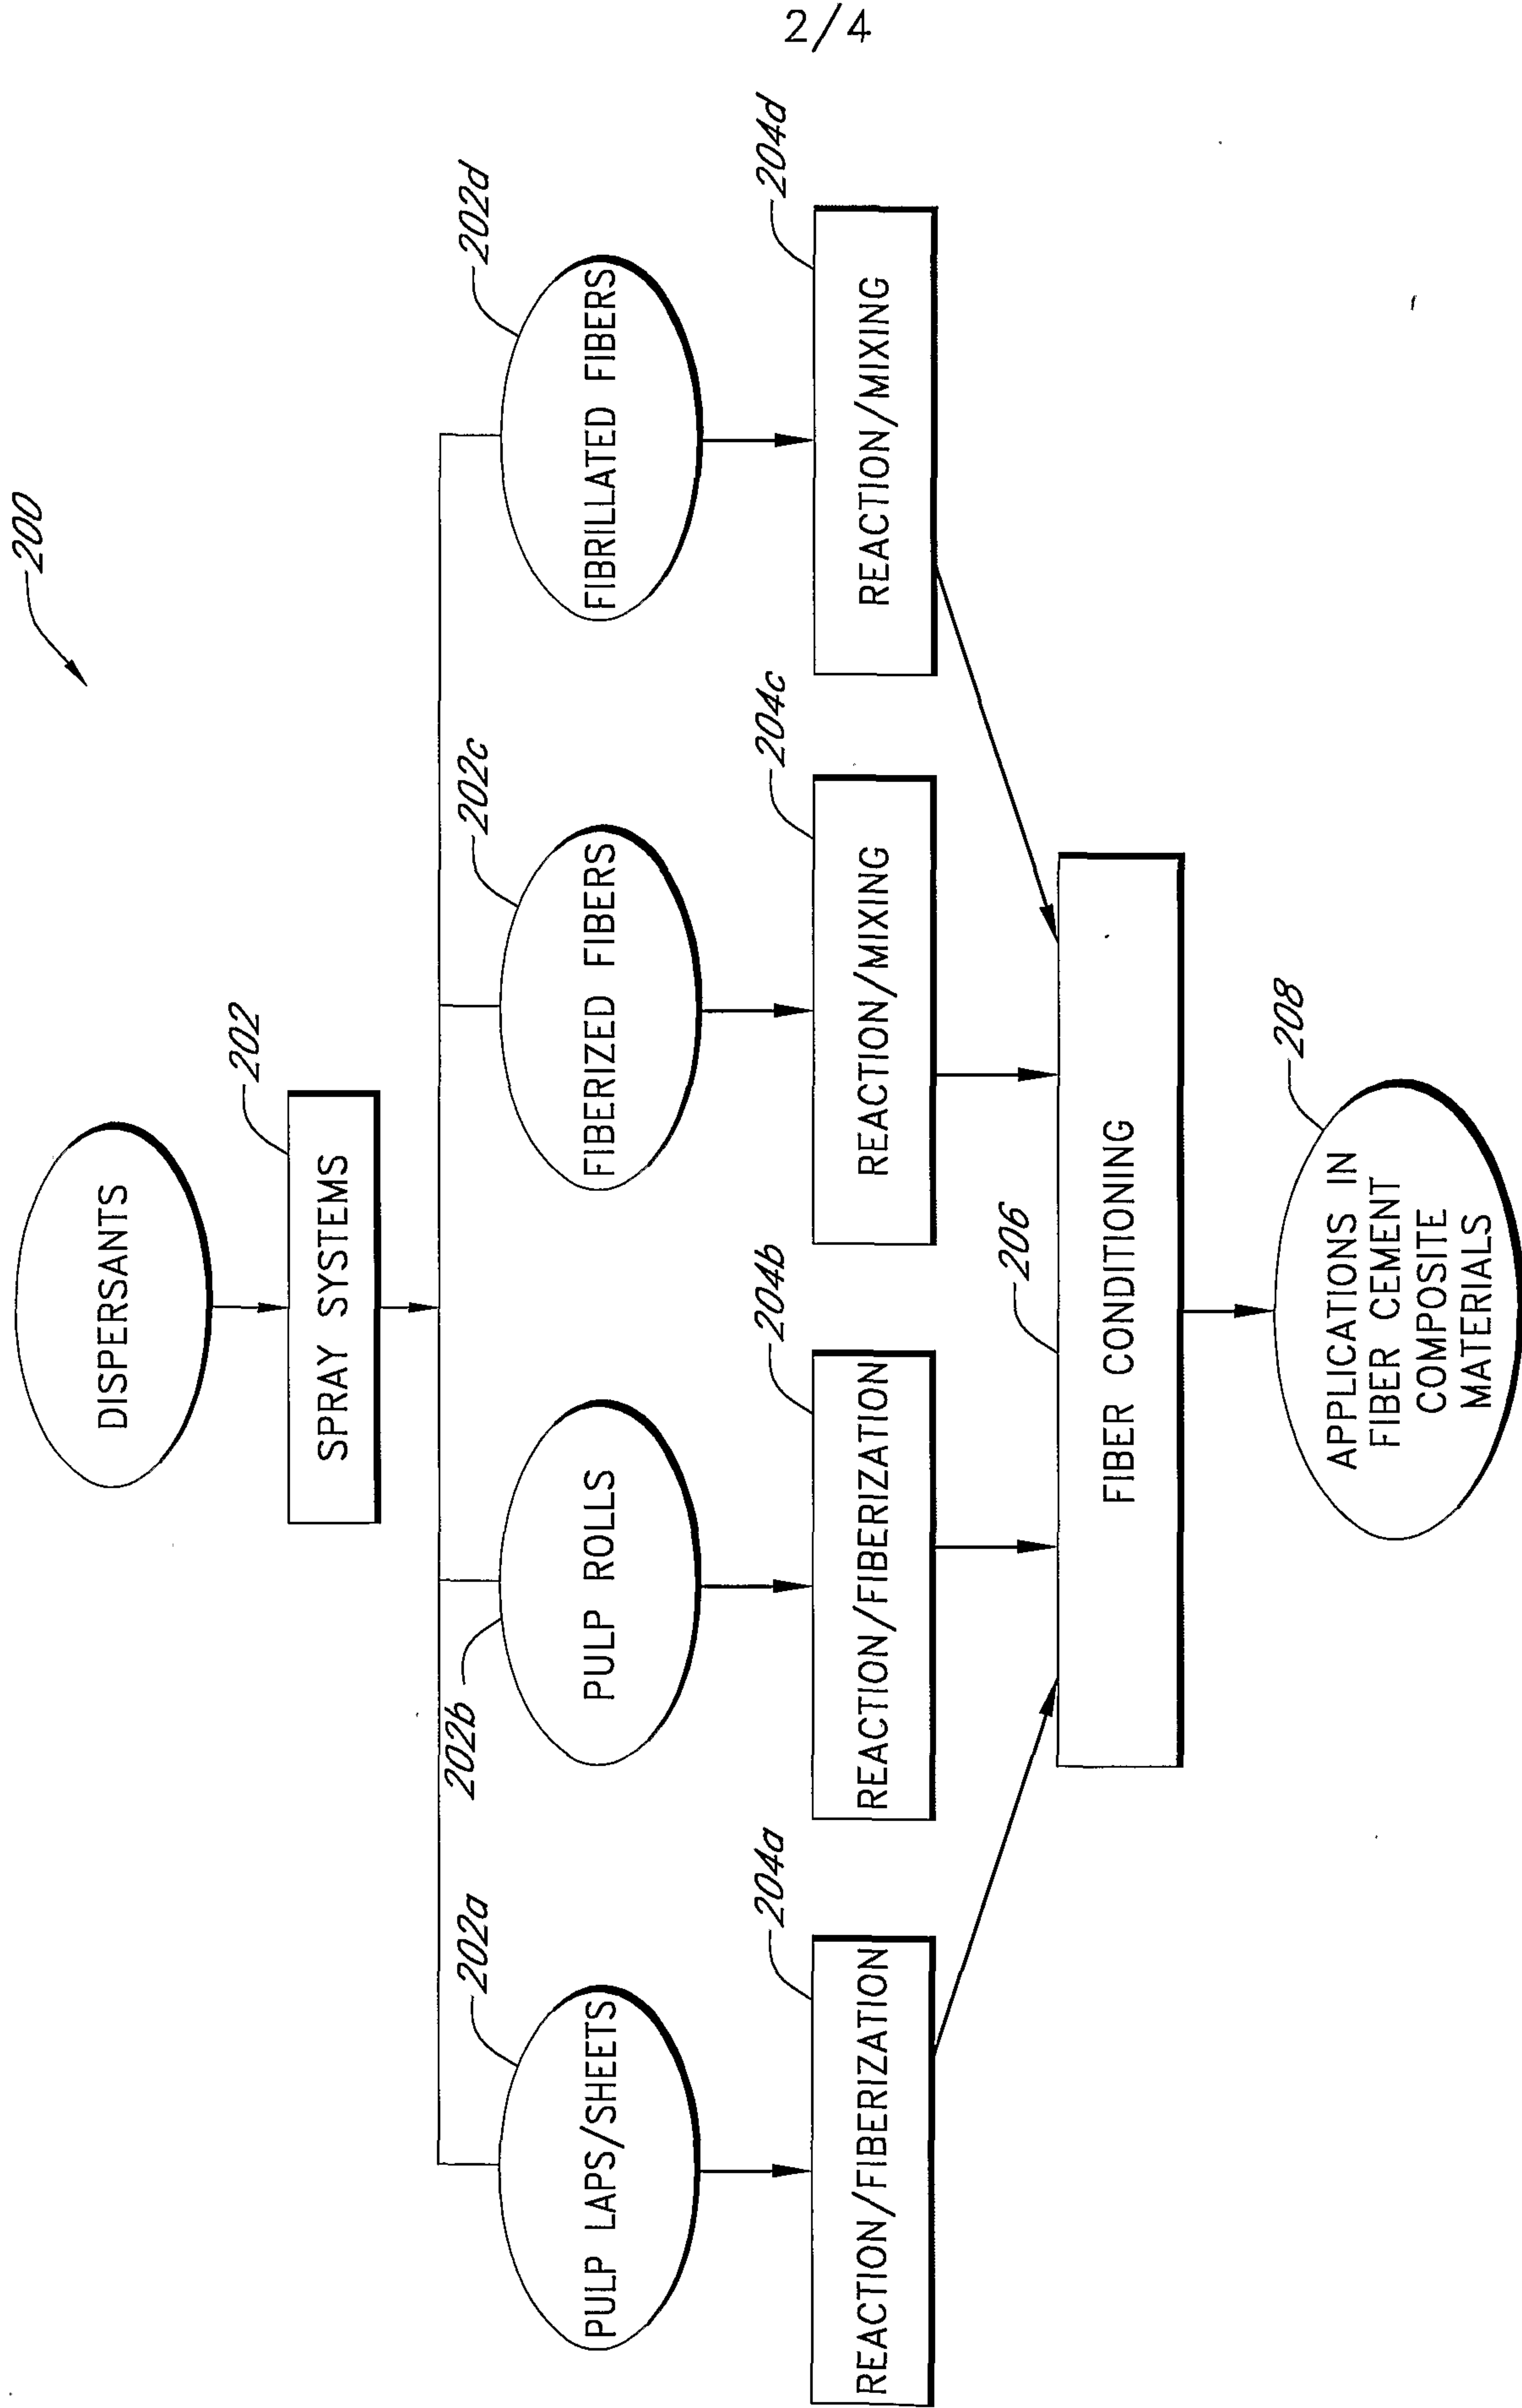 2/4
200
DISPERSANTS
202
SPRAY SYSTEMS
202a
202b
202c
202d
PULP LAPS/SHEETS
PULP ROLLS
FIBERIZED FIBERS
FIBRILLATED FIBERS
204a
204b
204c
204d
REACTION/FIBERIZATION
REACTION/FIBERIZATION
REACTION/MIXING
REACTION/MIXING
206
FIBER CONDITIONING
208
APPLICATIONS IN
FIBER CEMENT
COMPOSITE
MATERIALS